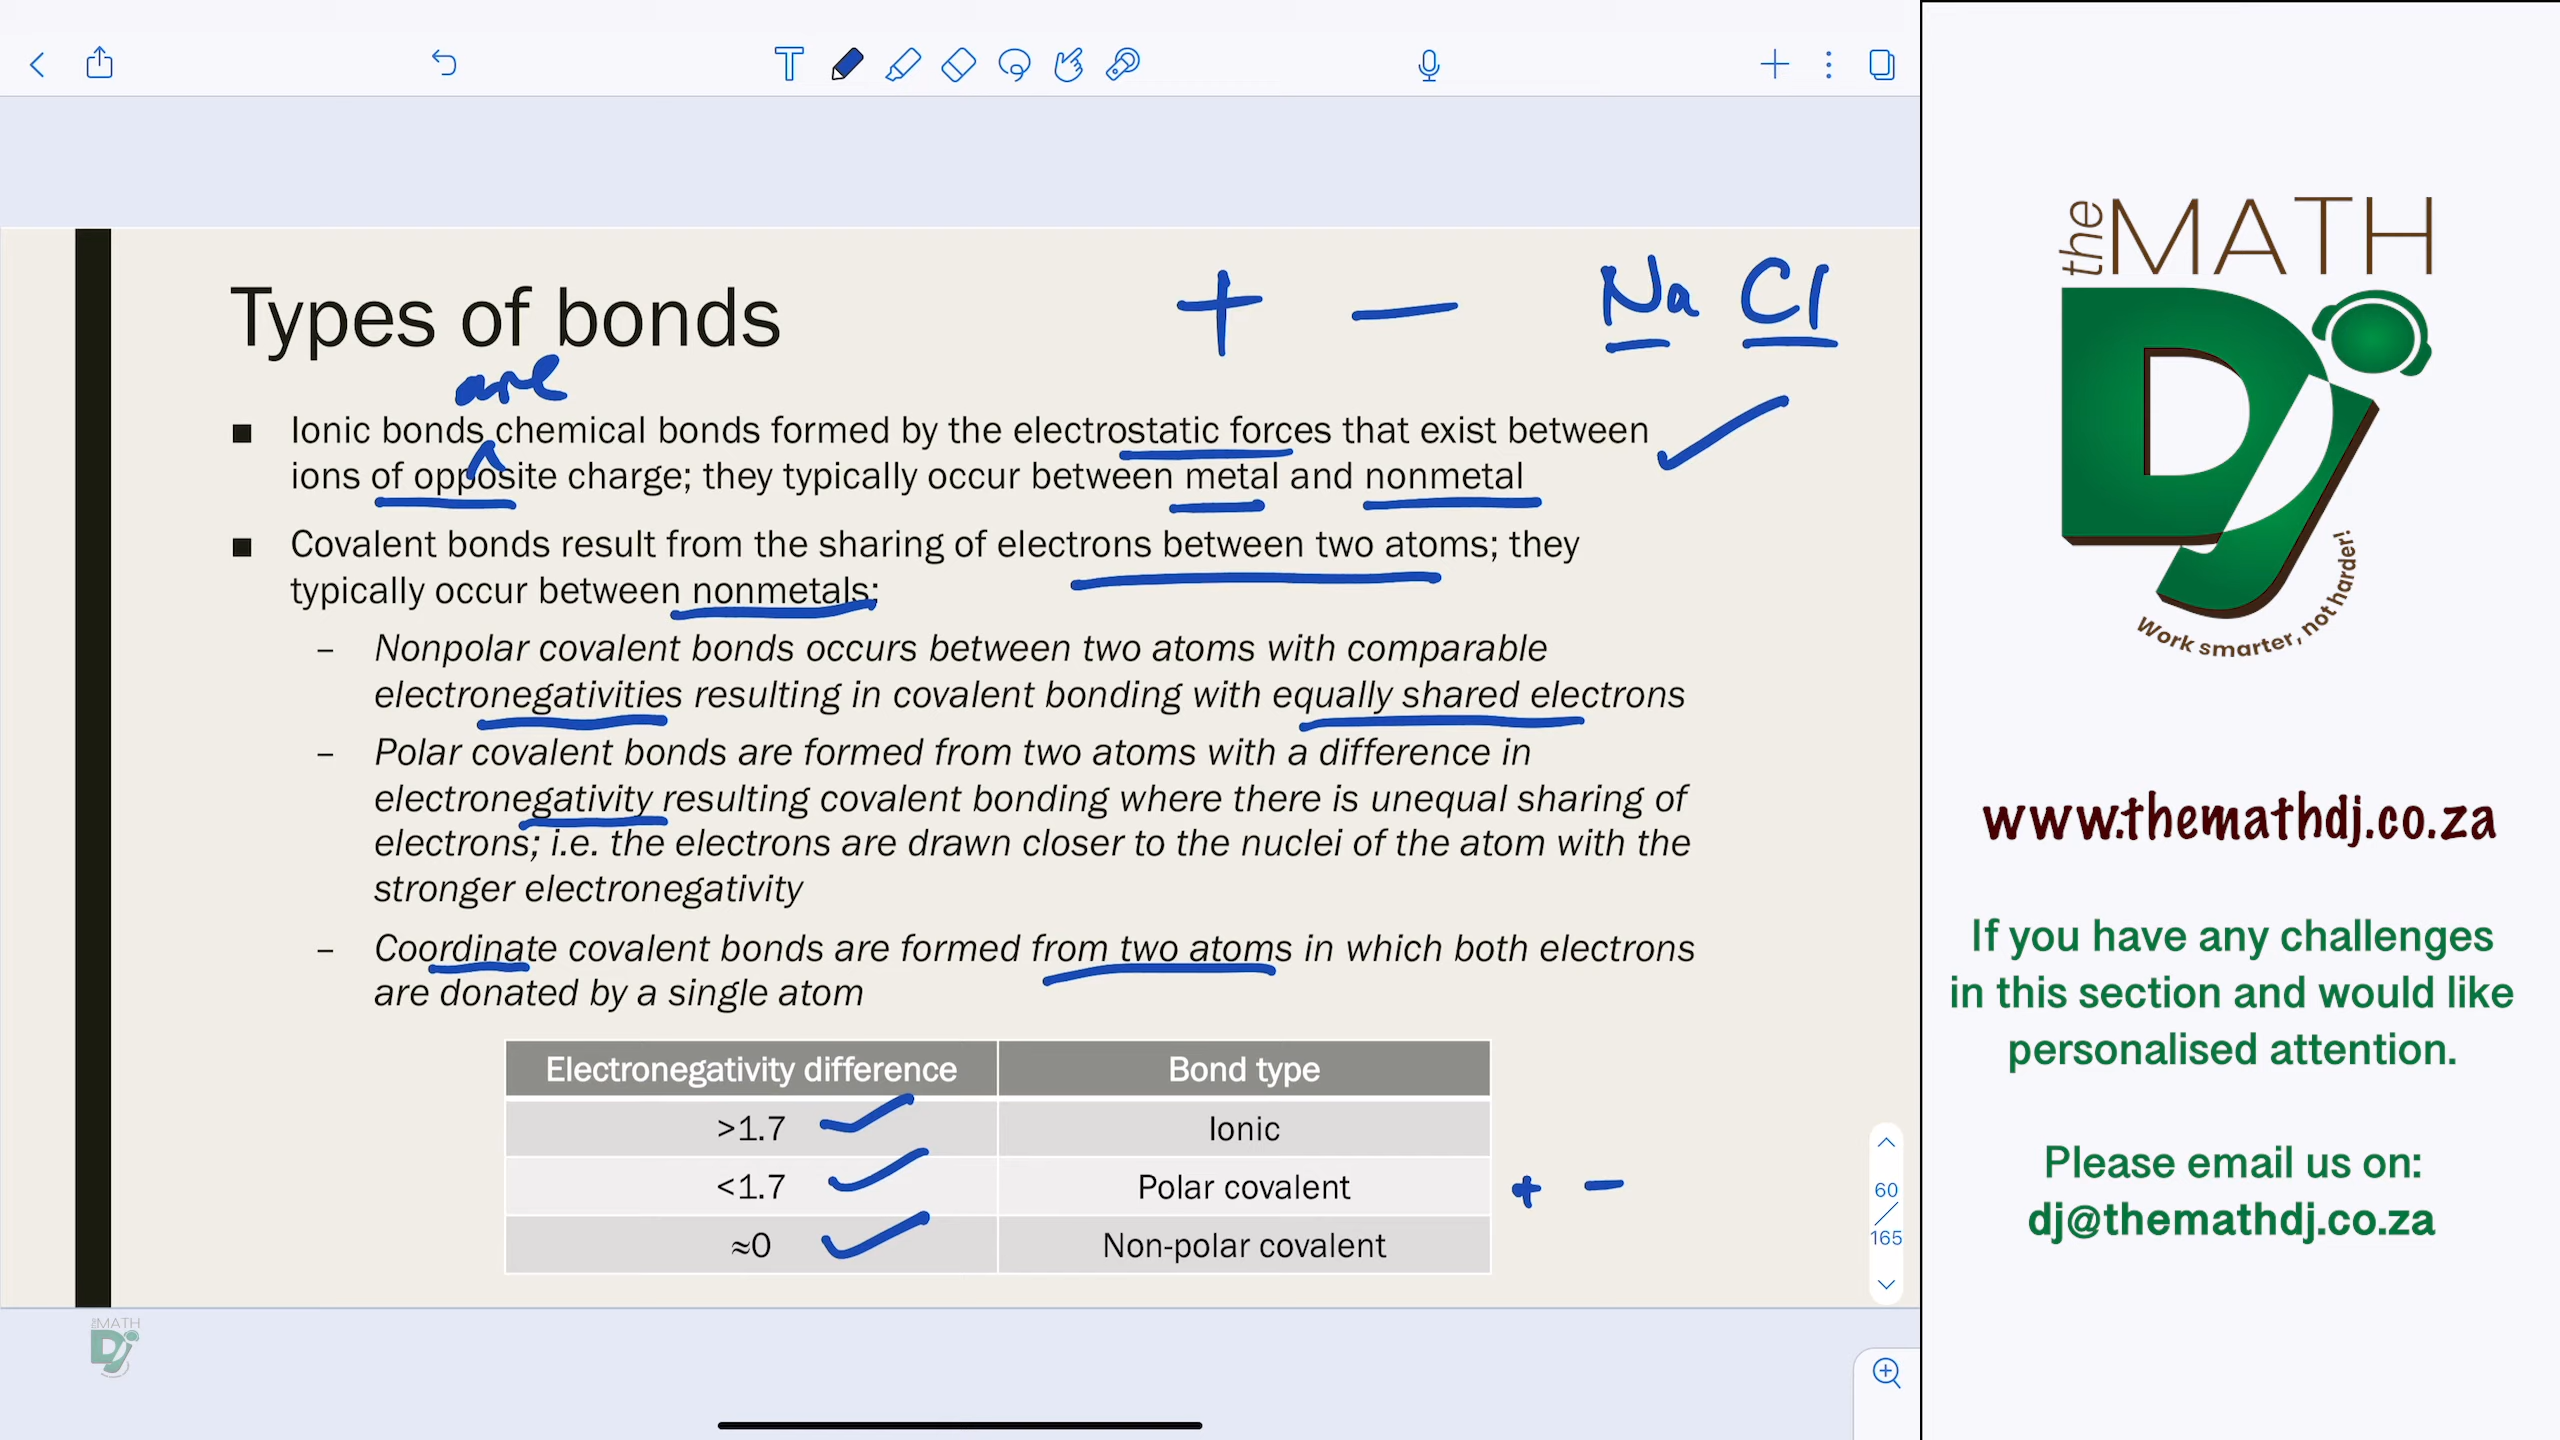 Types of bonds
+ − Na Cl
are
■ Ionic bonds chemical bonds formed by the electrostatic forces that exist between
ions of opposite charge; they typically occur between metal and nonmetal
■ Covalent bonds result from the sharing of electrons between two atoms; they
typically occur between nonmetals:
– Nonpolar covalent bonds occurs between two atoms with comparable
electronegativities resulting in covalent bonding with equally shared electrons
– Polar covalent bonds are formed from two atoms with a difference in
electronegativity resulting covalent bonding where there is unequal sharing of
electrons; i.e. the electrons are drawn closer to the nuclei of the atom with the
stronger electronegativity
– Coordinate covalent bonds are formed from two atoms in which both electrons
are donated by a single atom
Electronegativity difference Bond type
>1.7 Ionic
<1.7 Polar covalent + −
≈0 Non-polar covalent
60
/
165
the MATH
Dj
the MATH
Dj
Work smarter, not harder!
www.themathdj.co.za
If you have any challenges
in this section and would like
personalised attention.
Please email us on:
dj@themathdj.co.za